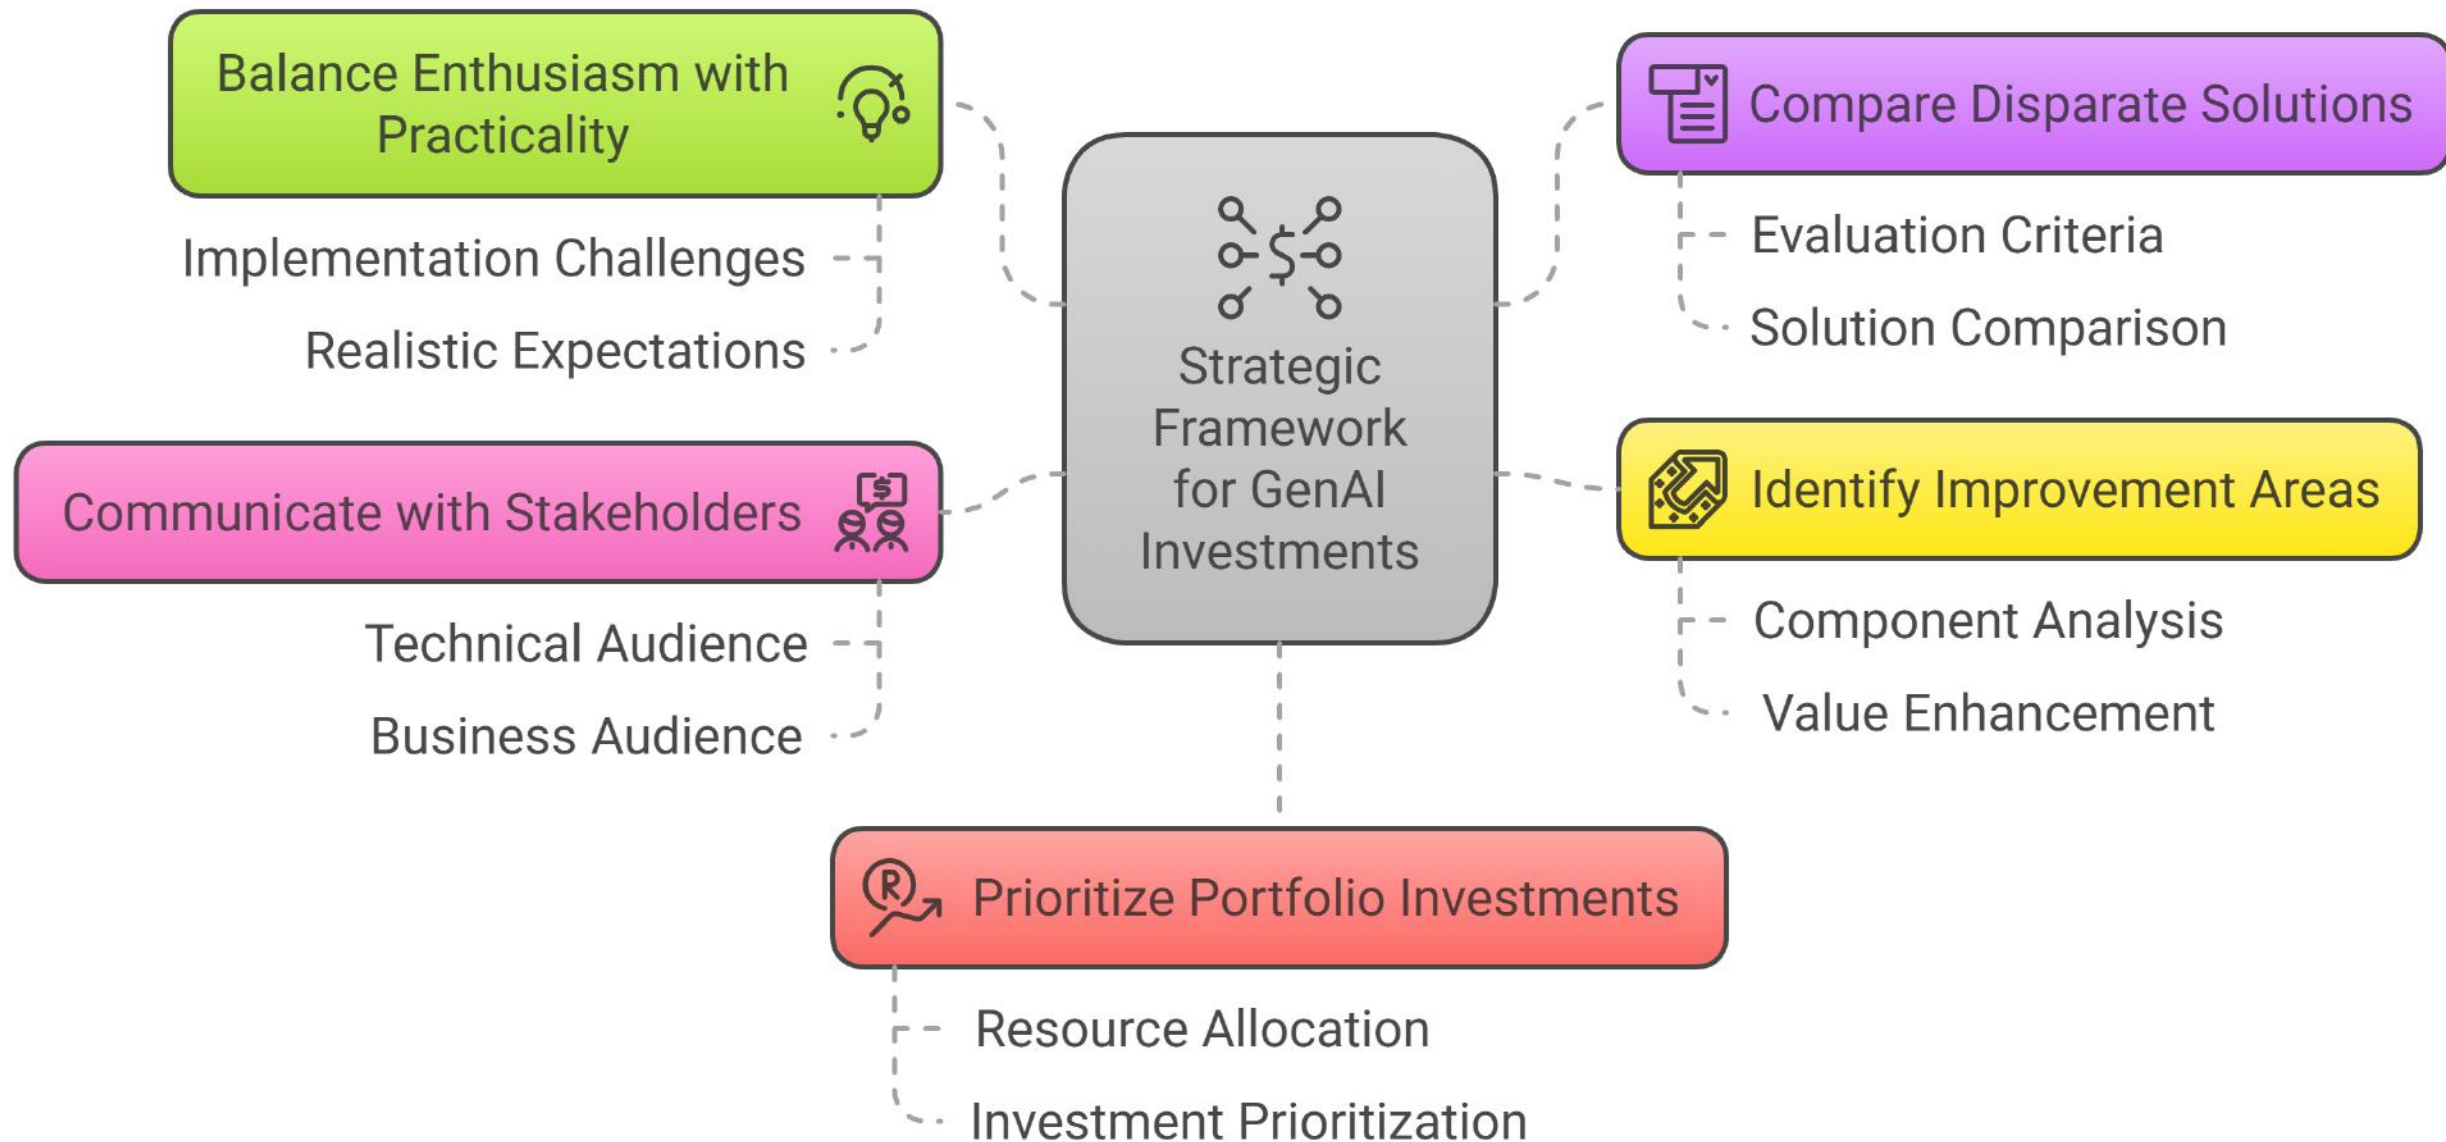 Balance Enthusiasm with
Practicality
Implementation Challenges
Realistic Expectations
Communicate with Stakeholders
Technical Audience
Business Audience
Strategic
Framework
for GenAI
Investments
Compare Disparate Solutions
Evaluation Criteria
Solution Comparison
Identify Improvement Areas
Component Analysis
Value Enhancement
Prioritize Portfolio Investments
Resource Allocation
Investment Prioritization